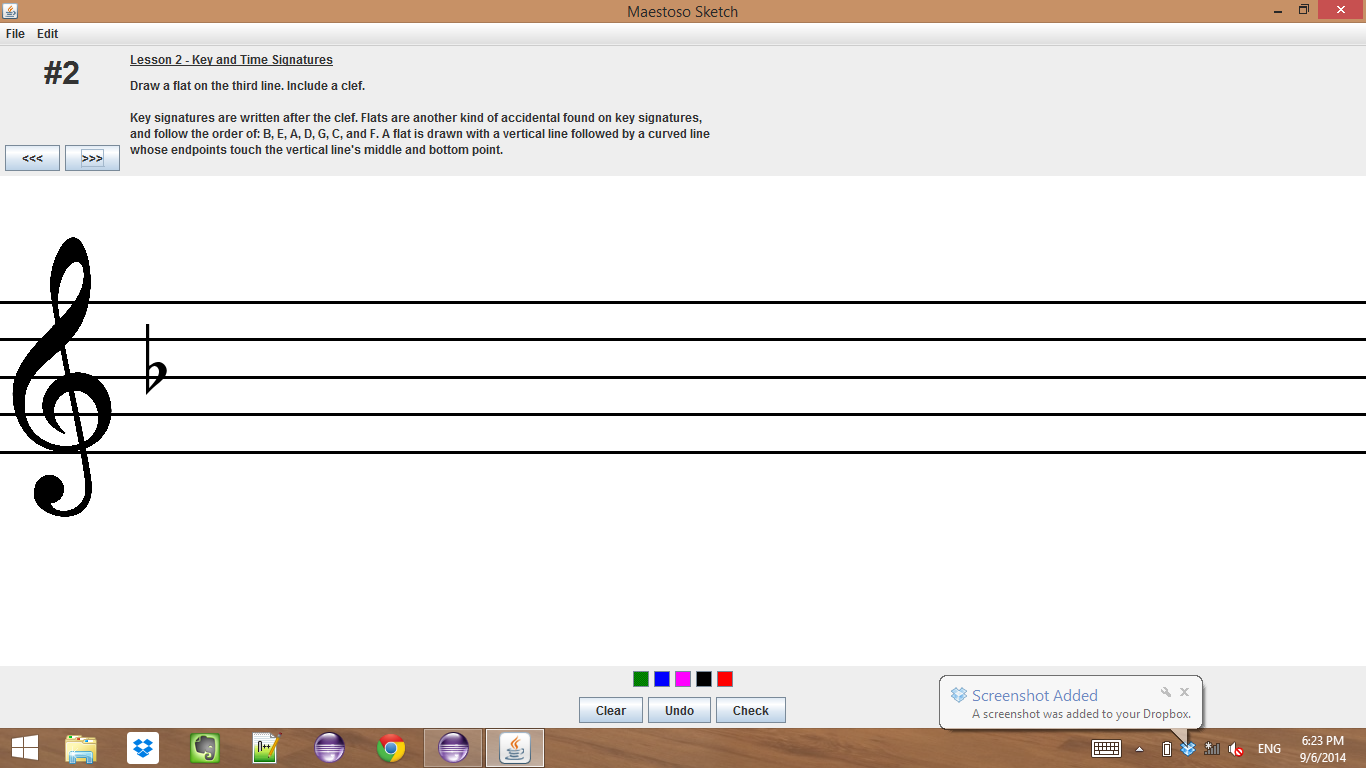 Maestoso Sketch
File Edit
#2
Lesson 2 - Key and Time Signatures
Draw a flat on the third line. Include a clef.
Key signatures are written after the clef. Flats are another kind of accidental found on key signatures,
and follow the order of: B, E, A, D, G, C, and F. A flat is drawn with a vertical line followed by a curved line
whose endpoints touch the vertical line's middle and bottom point.
<<< >>>
Clear Undo Check
Screenshot Added
A screenshot was added to your Dropbox.
ENG
6:23 PM
9/6/2014